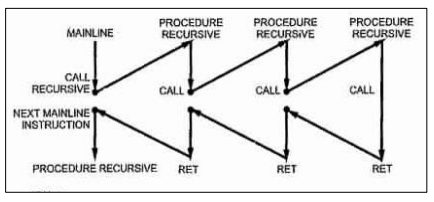 MAINLINE
PROCEDURE
RECURSIVE
PROCEDURE
RECURSIVE
PROCEDURE
RECURSIVE
CALL
RECURSIVE
CALL
CALL
CALL
NEXT MAINLINE
INSTRUCTION
PROCEDURE RECURSIVE
RET
RET
RET